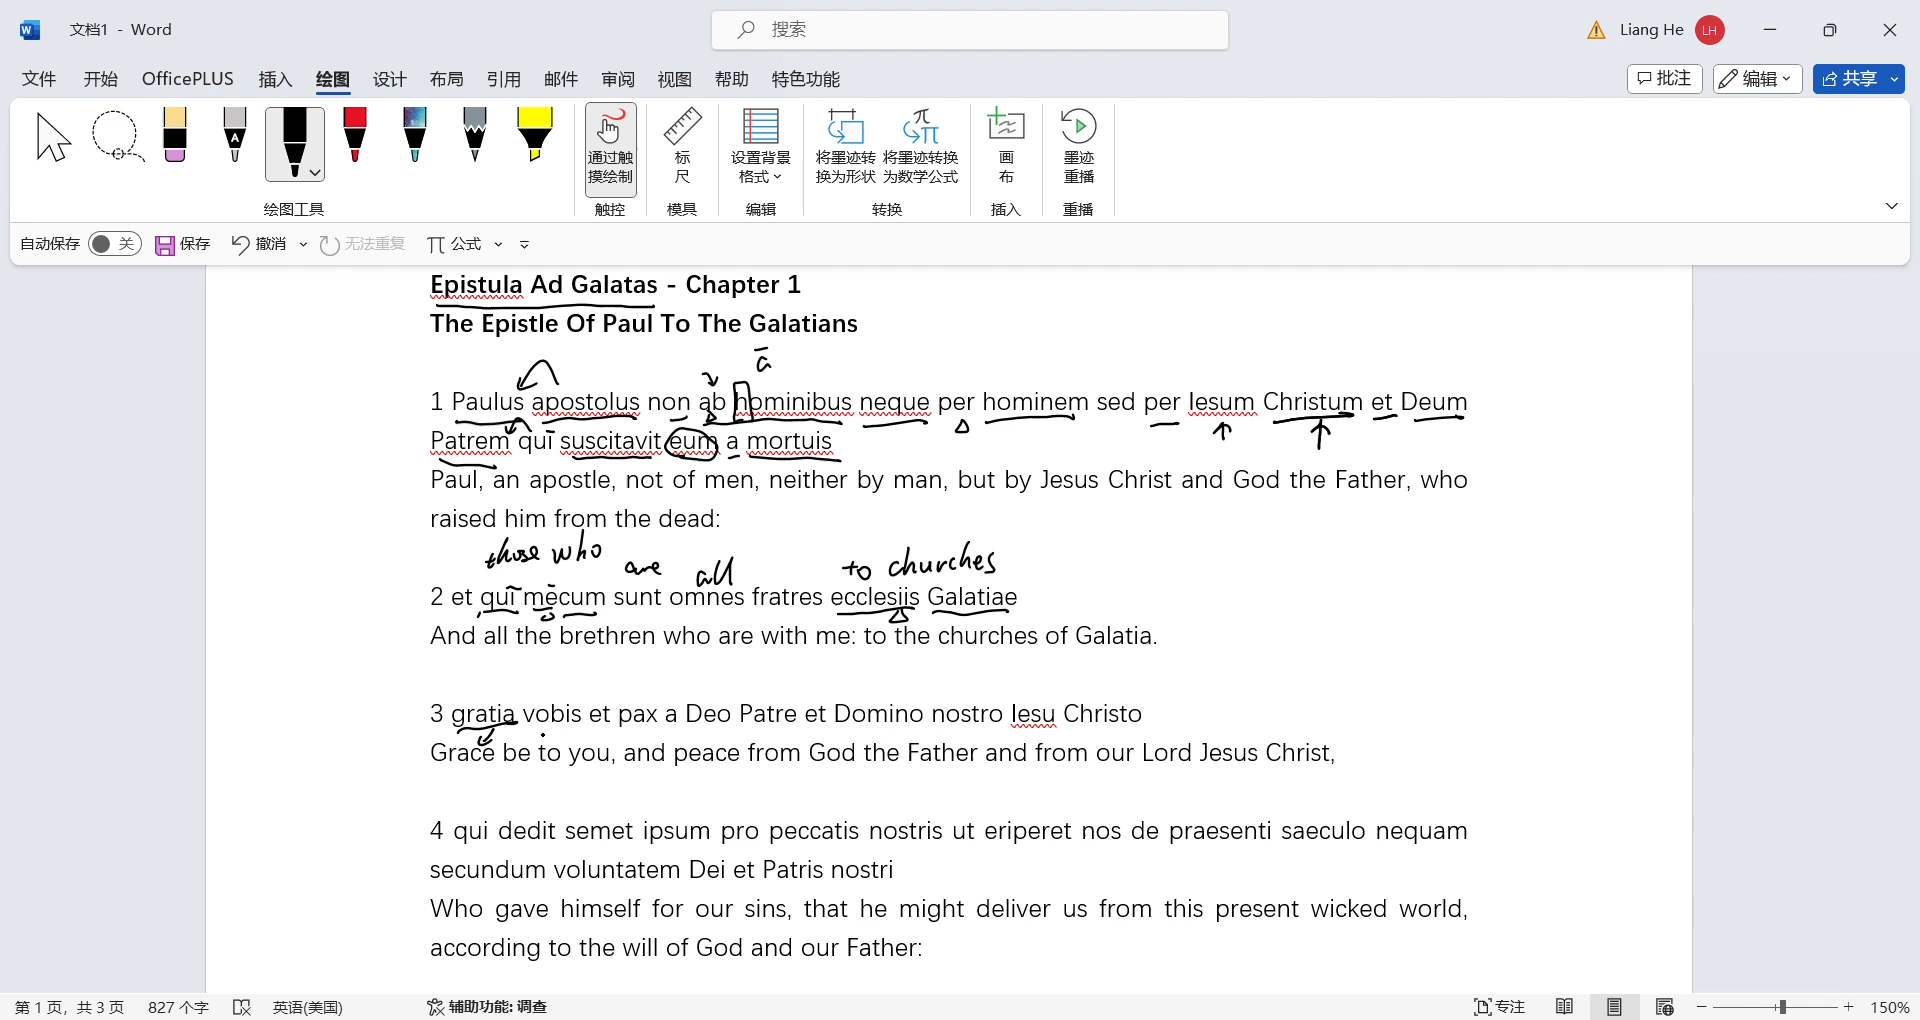 文档1 - Word
搜索
Liang He LH
文件 开始 OfficePLUS 插入 绘图 设计 布局 引用 邮件 审阅 视图 帮助 特色功能
批注 编辑 共享
A
通过触摸绘制
标尺
设置背景格式
将墨迹转换为形状
将墨迹转换为数学公式
画布
墨迹重播
绘图工具 触控 模具 编辑 转换 插入 重播
自动保存 关 保存 撤消 无法重复 公式
Epistula Ad Galatas - Chapter 1
The Epistle Of Paul To The Galatians
ā
1 Paulus apostolus non ab hominibus neque per hominem sed per Iesum Christum et Deum
Patrem qui suscitavit eum a mortuis
Paul, an apostle, not of men, neither by man, but by Jesus Christ and God the Father, who
raised him from the dead:
those who are all to churches
2 et qui mecum sunt omnes fratres ecclesiis Galatiae
And all the brethren who are with me: to the churches of Galatia.
3 gratia vobis et pax a Deo Patre et Domino nostro Iesu Christo
Grace be to you, and peace from God the Father and from our Lord Jesus Christ,
4 qui dedit semet ipsum pro peccatis nostris ut eriperet nos de praesenti saeculo nequam
secundum voluntatem Dei et Patris nostri
Who gave himself for our sins, that he might deliver us from this present wicked world,
according to the will of God and our Father:
第1页，共3页 827个字 英语(美国) 辅助功能: 调查 专注 150%